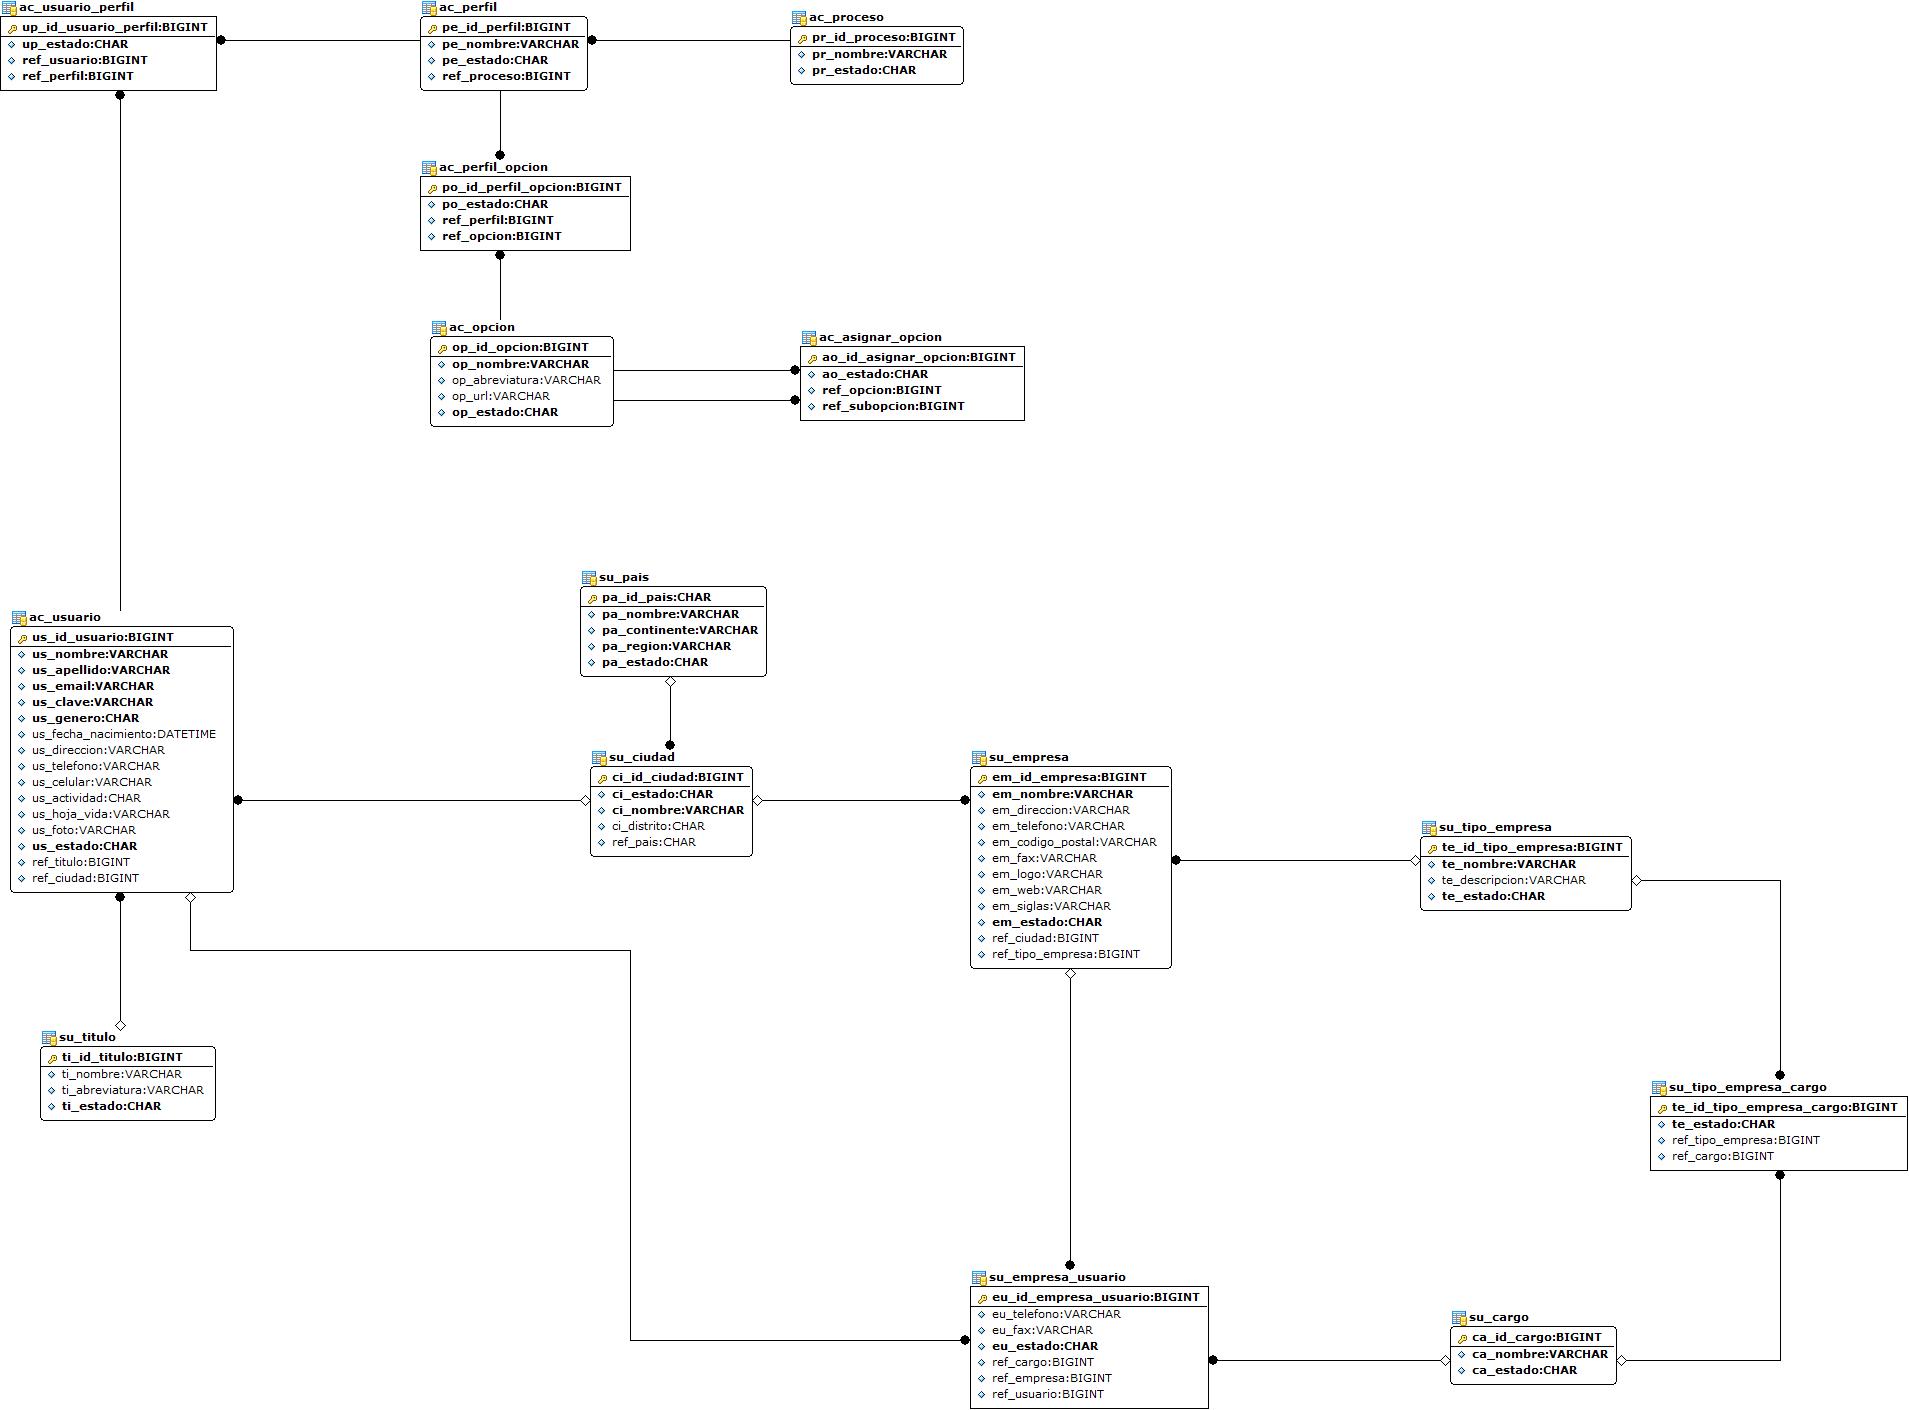 ac_usuario_perfil
up_id_usuario_perfil:BIGINT
up_estado:CHAR
ref_usuario:BIGINT
ref_perfil:BIGINT
ac_perfil
pe_id_perfil:BIGINT
pe_nombre:VARCHAR
pe_estado:CHAR
ref_proceso:BIGINT
ac_proceso
pr_id_proceso:BIGINT
pr_nombre:VARCHAR
pr_estado:CHAR
ac_perfil_opcion
po_id_perfil_opcion:BIGINT
po_estado:CHAR
ref_perfil:BIGINT
ref_opcion:BIGINT
ac_opcion
op_id_opcion:BIGINT
op_nombre:VARCHAR
op_abreviatura:VARCHAR
op_url:VARCHAR
op_estado:CHAR
ac_asignar_opcion
ao_id_asignar_opcion:BIGINT
ao_estado:CHAR
ref_opcion:BIGINT
ref_subopcion:BIGINT
su_pais
pa_id_pais:CHAR
pa_nombre:VARCHAR
pa_continente:VARCHAR
pa_region:VARCHAR
pa_estado:CHAR
ac_usuario
us_id_usuario:BIGINT
us_nombre:VARCHAR
us_apellido:VARCHAR
us_email:VARCHAR
us_clave:VARCHAR
us_genero:CHAR
us_fecha_nacimiento:DATETIME
us_direccion:VARCHAR
us_telefono:VARCHAR
us_celular:VARCHAR
us_actividad:CHAR
us_hoja_vida:VARCHAR
us_foto:VARCHAR
us_estado:CHAR
ref_titulo:BIGINT
ref_ciudad:BIGINT
su_ciudad
ci_id_ciudad:BIGINT
ci_estado:CHAR
ci_nombre:VARCHAR
ci_distrito:CHAR
ref_pais:CHAR
su_empresa
em_id_empresa:BIGINT
em_nombre:VARCHAR
em_direccion:VARCHAR
em_telefono:VARCHAR
em_codigo_postal:VARCHAR
em_fax:VARCHAR
em_logo:VARCHAR
em_web:VARCHAR
em_siglas:VARCHAR
em_estado:CHAR
ref_ciudad:BIGINT
ref_tipo_empresa:BIGINT
su_tipo_empresa
te_id_tipo_empresa:BIGINT
te_nombre:VARCHAR
te_descripcion:VARCHAR
te_estado:CHAR
su_titulo
ti_id_titulo:BIGINT
ti_nombre:VARCHAR
ti_abreviatura:VARCHAR
ti_estado:CHAR
su_tipo_empresa_cargo
te_id_tipo_empresa_cargo:BIGINT
te_estado:CHAR
ref_tipo_empresa:BIGINT
ref_cargo:BIGINT
su_empresa_usuario
eu_id_empresa_usuario:BIGINT
eu_telefono:VARCHAR
eu_fax:VARCHAR
eu_estado:CHAR
ref_cargo:BIGINT
ref_empresa:BIGINT
ref_usuario:BIGINT
su_cargo
ca_id_cargo:BIGINT
ca_nombre:VARCHAR
ca_estado:CHAR